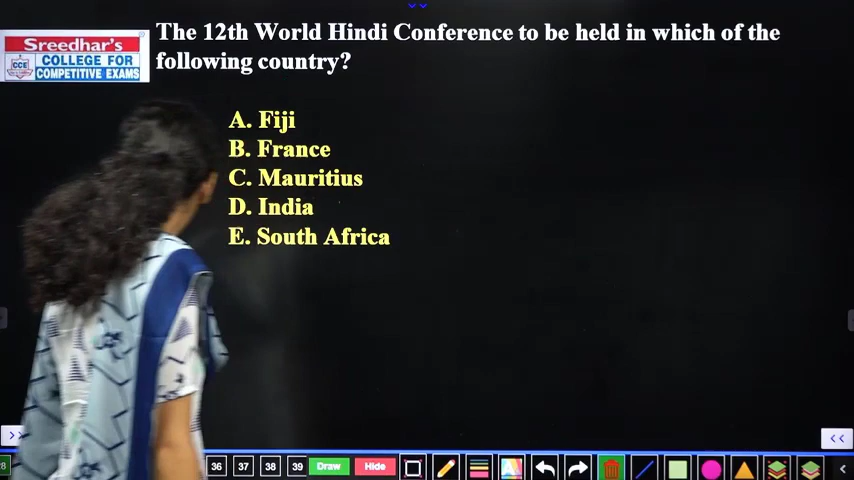 Sreedhar's
CCE
COLLEGE FOR
COMPETITIVE EXAMS
The 12th World Hindi Conference to be held in which of the
following country?
A. Fiji
B. France
C. Mauritius
D. India
E. South Africa
36 37 38 39 Draw Hide